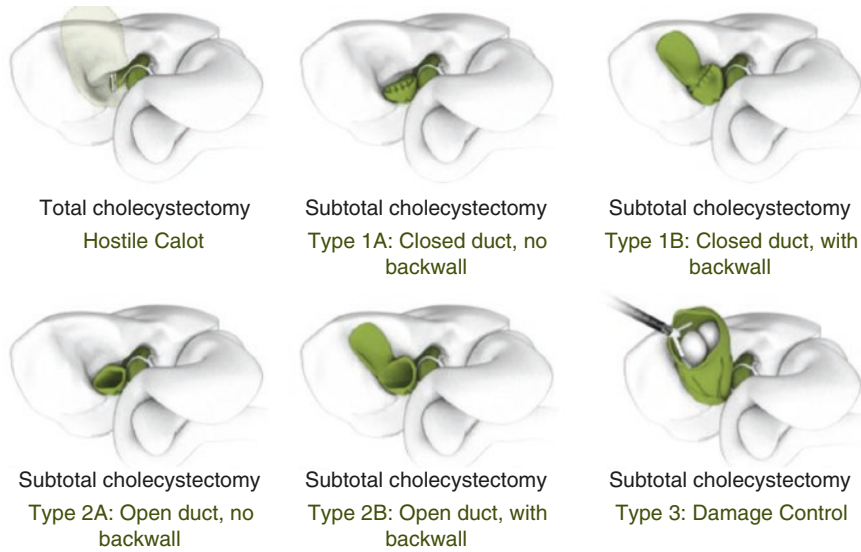 Total cholecystectomy
Hostile Calot
Subtotal cholecystectomy
Type 1A: Closed duct, no
backwall
Subtotal cholecystectomy
Type 1B: Closed duct, with
backwall
Subtotal cholecystectomy
Type 2A: Open duct, no
backwall
Subtotal cholecystectomy
Type 2B: Open duct, with
backwall
Subtotal cholecystectomy
Type 3: Damage Control